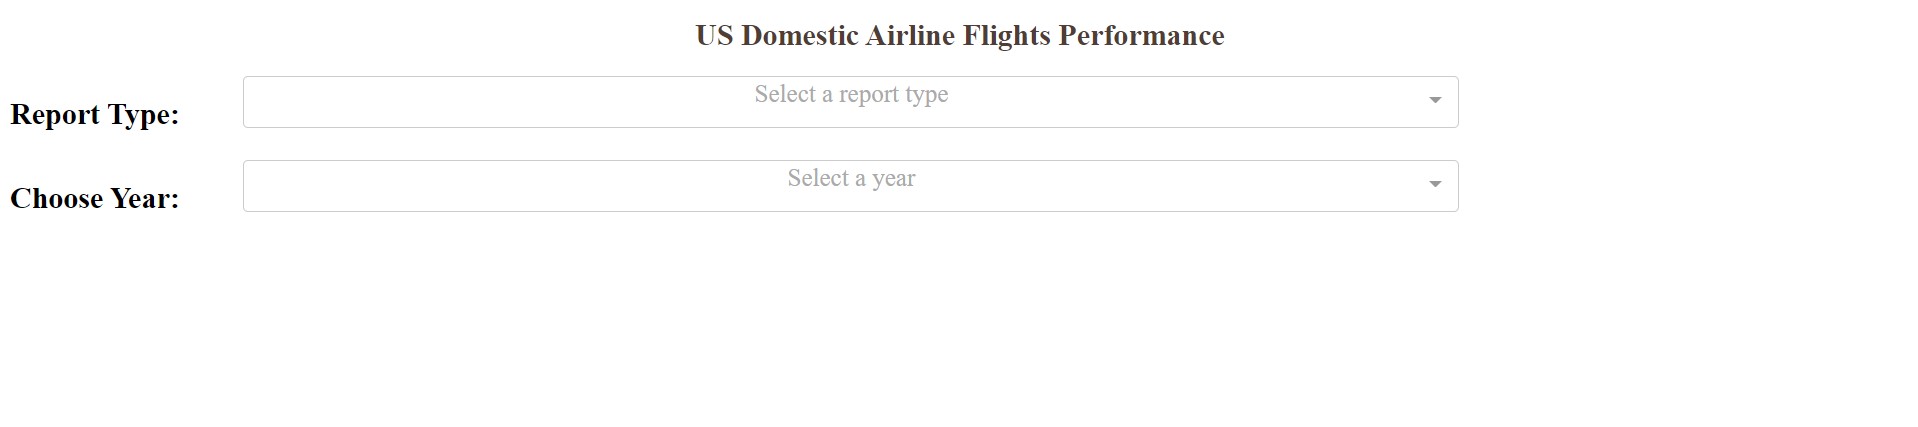 US Domestic Airline Flights Performance
Report Type:
Select a report type
Choose Year:
Select a year